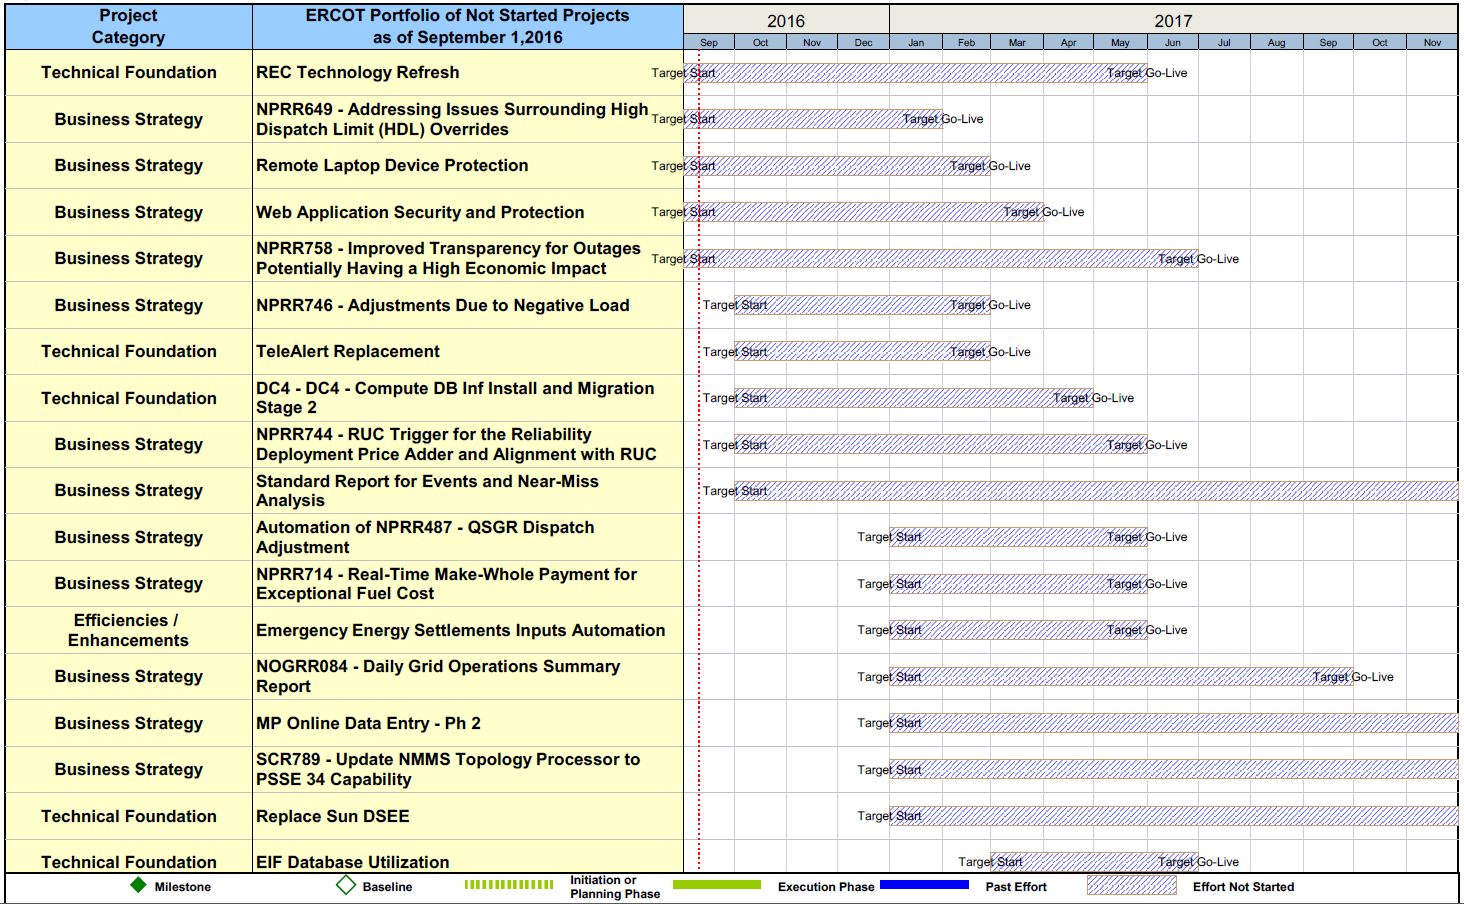 Project
Category
ERCOT Portfolio of Not Started Projects
as of September 1,2016
2016
2017
Sep Oct Nov Dec Jan Feb Mar Apr May Jun Jul Aug Sep Oct Nov
Technical Foundation
REC Technology Refresh
Target Start
Target Go-Live
Business Strategy
NPRR649 - Addressing Issues Surrounding High
Dispatch Limit (HDL) Overrides
Target Start
Target Go-Live
Business Strategy
Remote Laptop Device Protection
Target Start
Target Go-Live
Business Strategy
Web Application Security and Protection
Target Start
Target Go-Live
Business Strategy
NPRR758 - Improved Transparency for Outages
Potentially Having a High Economic Impact
Target Start
Target Go-Live
Business Strategy
NPRR746 - Adjustments Due to Negative Load
Target Start
Target Go-Live
Technical Foundation
TeleAlert Replacement
Target Start
Target Go-Live
Technical Foundation
DC4 - DC4 - Compute DB Inf Install and Migration
Stage 2
Target Start
Target Go-Live
Business Strategy
NPRR744 - RUC Trigger for the Reliability
Deployment Price Adder and Alignment with RUC
Target Start
Target Go-Live
Business Strategy
Standard Report for Events and Near-Miss
Analysis
Target Start
Business Strategy
Automation of NPRR487 - QSGR Dispatch
Adjustment
Target Start
Target Go-Live
Business Strategy
NPRR714 - Real-Time Make-Whole Payment for
Exceptional Fuel Cost
Target Start
Target Go-Live
Efficiencies /
Enhancements
Emergency Energy Settlements Inputs Automation
Target Start
Target Go-Live
Business Strategy
NOGRR084 - Daily Grid Operations Summary
Report
Target Start
Target Go-Live
Business Strategy
MP Online Data Entry - Ph 2
Target Start
Business Strategy
SCR789 - Update NMMS Topology Processor to
PSSE 34 Capability
Target Start
Technical Foundation
Replace Sun DSEE
Target Start
Technical Foundation
EIF Database Utilization
Target Start
Target Go-Live
Milestone
Baseline
Initiation or
Planning Phase
Execution Phase
Past Effort
Effort Not Started